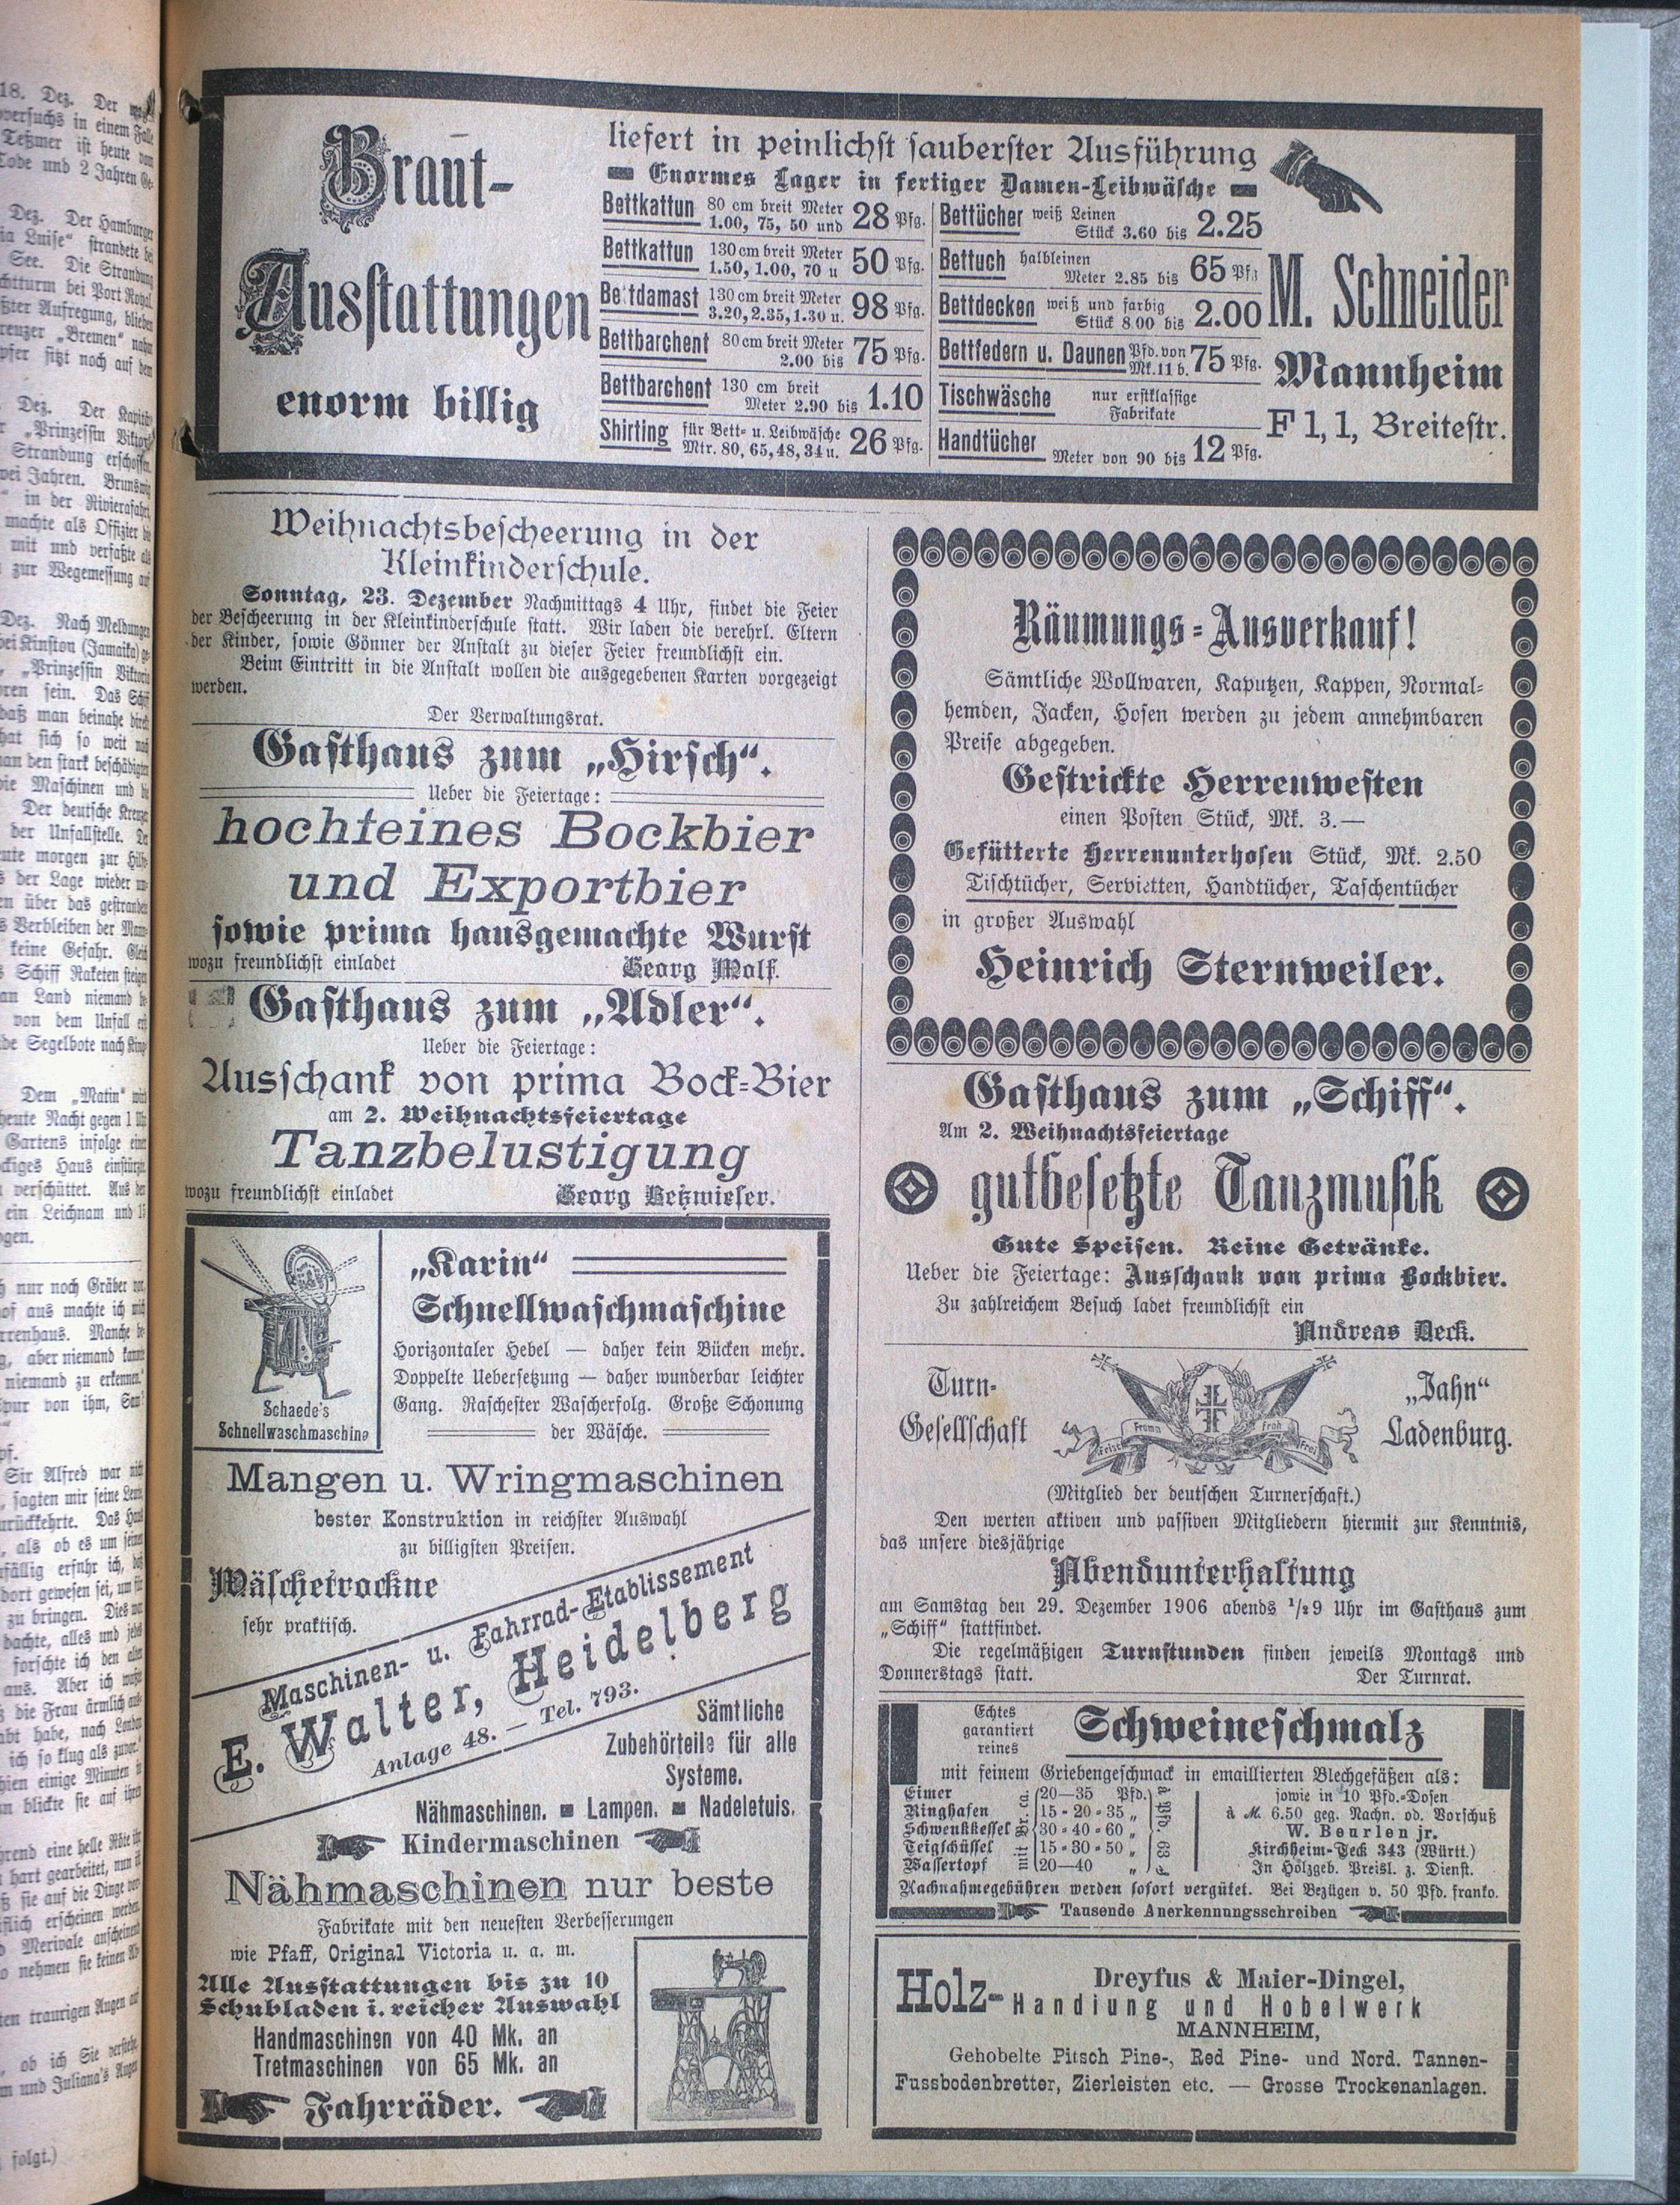 Braut-
Ausstattungen
enorm billig
liefert in peinlichst sauberster Ausführung
Enormes Lager in fertiger Damen-Leibwäsche
Bettkattun 80 cm breit Meter 1.00, 75, 50 und 28 Pfg.
Bettkattun 130 cm breit Meter 1.50, 1.00, 70 u 50 Pfg.
Bettdamast 130 cm breit Meter 3.20, 2.35, 1.30 u. 98 Pfg.
Bettbarchent 80 cm breit Meter 2.00 bis 75 Pfg.
Bettbarchent 130 cm breit Meter 2.90 bis 1.10
Shirting für Bett- u. Leibwäsche Mtr. 80, 65, 48, 34 u. 26 Pfg.
Bettücher weiß Leinen Stück 3.60 bis 2.25
Bettuch halbleinen Meter 2.85 bis 65 Pfg
Bettdecken weiß und farbig Stück 8.00 bis 2.00
Bettfedern u. Daunen Pfd. von Mk. 11 b. 75 Pfg.
Tischwäsche nur erstklassige Fabrikate
Handtücher Meter von 90 bis 12 Pfg.
M. Schneider
Mannheim
F 1, 1, Breitestr.
Weihnachtsbescheerung in der
Kleinkinderschule.
Sonntag, 23. Dezember Nachmittags 4 Uhr, findet die Feier
der Bescheerung in der Kleinkinderschule statt. Wir laden die verehrl. Eltern
der Kinder, sowie Gönner der Anstalt zu dieser Feier freundlichst ein.
Beim Eintritt in die Anstalt wollen die ausgegebenen Karten vorgezeigt
werden.
Der Verwaltungsrat.
Gasthaus zum „Hirsch“.
Ueber die Feiertage:
hochfeines Bockbier
und Exportbier
sowie prima hausgemachte Wurst
wozu freundlichst einladet
Georg Wolf.
Gasthaus zum „Adler“.
Ueber die Feiertage:
Ausschank von prima Bock-Bier
am 2. Weihnachtsfeiertage
Tanzbelustigung
wozu freundlichst einladet
Georg Betzwieser.
Schaede's
Schnellwaschmaschine
„Karin“
Schnellwaschmaschine
Horizontaler Hebel — daher kein Bücken mehr.
Doppelte Uebersetzung — daher wunderbar leichter
Gang. Raschester Wascherfolg. Große Schonung
der Wäsche.
Mangen u. Wringmaschinen
bester Konstruktion in reichster Auswahl
zu billigsten Preisen.
Wäschetrockne
sehr praktisch.
Maschinen- u. Fahrrad-Etablissement
E. Walter, Heidelberg
Anlage 48. — Tel. 793.
Sämtliche
Zubehörteile für alle
Systeme.
Nähmaschinen. Lampen. Nadeletuis.
Kindermaschinen
Nähmaschinen nur beste
Fabrikate mit den neuesten Verbesserungen
wie Pfaff, Original Victoria u. a. m.
Alle Ausstattungen bis zu 10
Schubladen i. reicher Auswahl
Handmaschinen von 40 Mk. an
Tretmaschinen von 65 Mk. an
Fahrräder.
Räumungs-Ausverkauf!
Sämtliche Wollwaren, Kaputzen, Kappen, Normal-
hemden, Jacken, Hosen werden zu jedem annehmbaren
Preise abgegeben.
Gestrickte Herrenwesten
einen Posten Stück, Mk. 3.—
Gefütterte Herrenunterhosen Stück, Mk. 2.50
Tischtücher, Servietten, Handtücher, Taschentücher
in großer Auswahl
Heinrich Sternweiler.
Gasthaus zum „Schiff“.
Am 2. Weihnachtsfeiertage
gutbesetzte Tanzmusik
Gute Speisen. Reine Getränke.
Ueber die Feiertage: Ausschank von prima Bockbier.
Zu zahlreichem Besuch ladet freundlichst ein
Andreas Deck.
Turn-
Gesellschaft
Frisch Fromm Froh Frei
„Jahn“
Ladenburg.
(Mitglied der deutschen Turnerschaft.)
Den werten aktiven und passiven Mitgliedern hiermit zur Kenntnis,
das unsere diesjährige
Abendunterhaltung
am Samstag den 29. Dezember 1906 abends 1/29 Uhr im Gasthaus zum
„Schiff“ stattfindet.
Die regelmäßigen Turnstunden finden jeweils Montags und
Donnerstags statt.
Der Turnrat.
Echtes
garantiert
reines
Schweineschmalz
mit feinem Griebengeschmack in emaillierten Blechgefäßen als:
Eimer 20—35 Pfd.
Ringhafen 15-20-35 „
Schwenkkessel 30-40-60 „
Teigschüssel 15-30-50 „
Wassertopf 20—40 „
sowie in 10 Pfd.-Dosen
à M. 6.50 geg. Nachn. od. Vorschuß
W. Beurlen jr.
Kirchheim-Teck 343 (Württ.)
In Holzgeb. Preisl. z. Dienst.
Nachnahmegebühren werden sofort vergütet. Bei Bezügen v. 50 Pfd. franko.
Tausende Anerkennungsschreiben
Dreyfus & Maier-Dingel,
Holz-Handlung und Hobelwerk
MANNHEIM,
Gehobelte Pitsch Pine-, Red Pine- und Nord. Tannen-
Fussbodenbretter, Zierleisten etc. — Grosse Trockenanlagen.